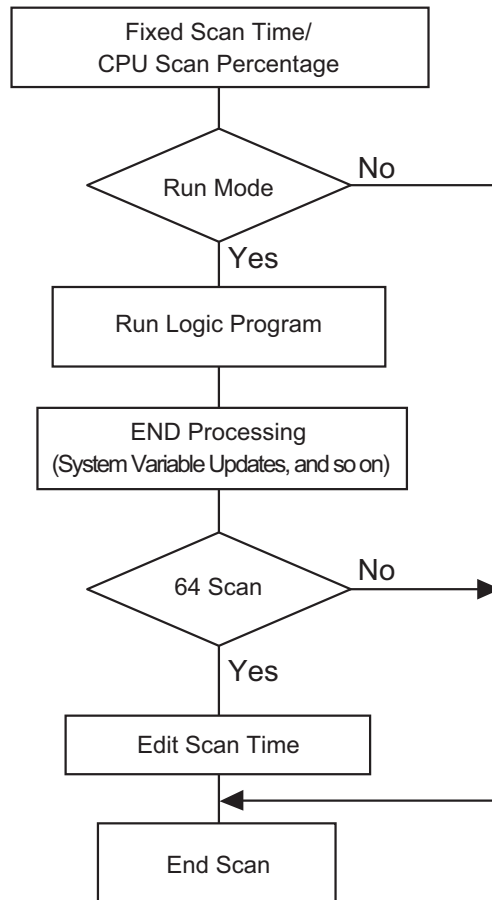 Fixed Scan Time/
CPU Scan Percentage
Run Mode
No
Yes
Run Logic Program
END Processing
(System Variable Updates, and so on)
64 Scan
No
Yes
Edit Scan Time
End Scan